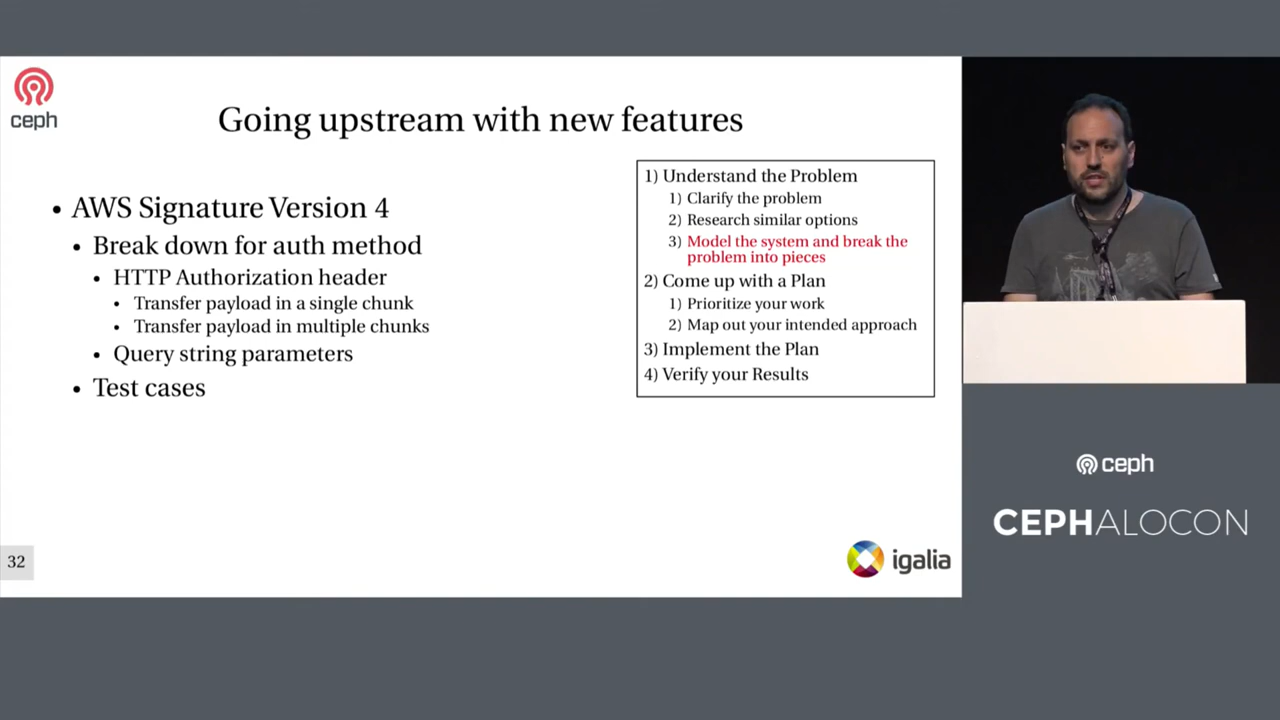 ceph
Going upstream with new features
• AWS Signature Version 4
• Break down for auth method
• HTTP Authorization header
• Transfer payload in a single chunk
• Transfer payload in multiple chunks
• Query string parameters
• Test cases
1) Understand the Problem
1) Clarify the problem
2) Research similar options
3) Model the system and break the
problem into pieces
2) Come up with a Plan
1) Prioritize your work
2) Map out your intended approach
3) Implement the Plan
4) Verify your Results
32
igalia
ceph
CEPHALOCON